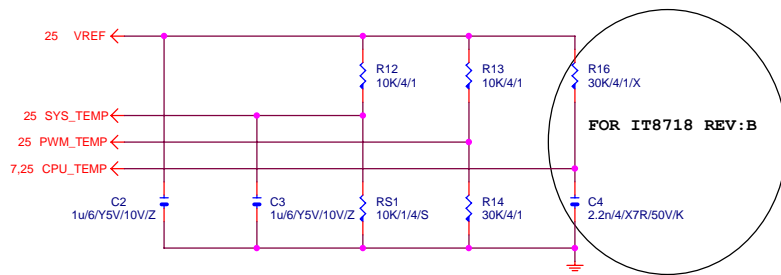 25 VREF
R12
10K/4/1
R13
10K/4/1
R16
30K/4/1/X
25 SYS_TEMP
25 PWM_TEMP
FOR IT8718 REV:B
7,25 CPU_TEMP
C2
1u/6/Y5V/10V/Z
C3
1u/6/Y5V/10V/Z
RS1
10K/1/4/S
R14
30K/4/1
C4
2.2n/4/X7R/50V/K